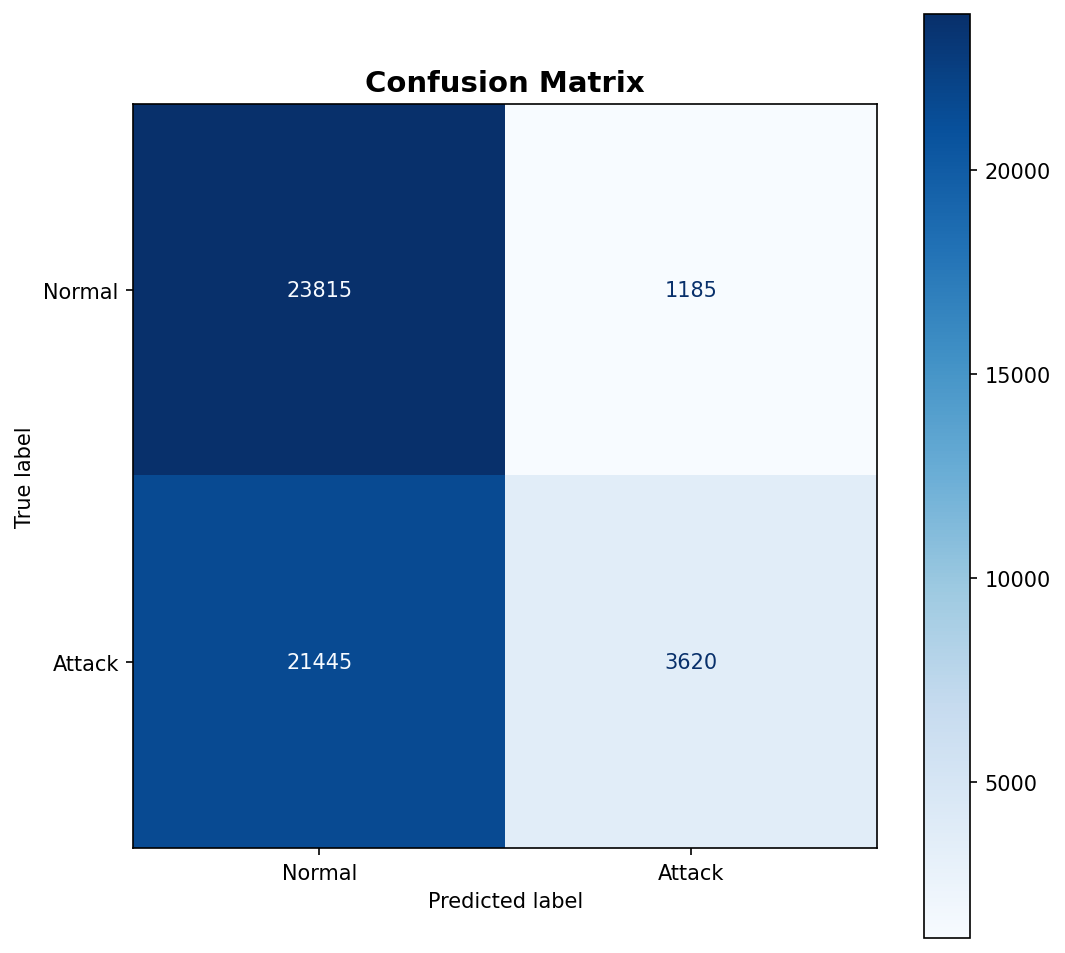 Confusion Matrix
20000
Normal
23815
1185
15000
True label
10000
Attack
21445
3620
5000
Normal
Attack
Predicted label